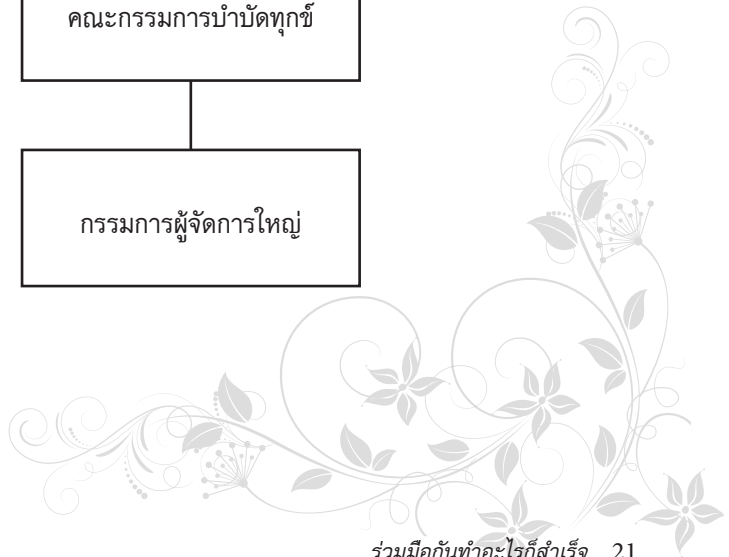 คณะกรรมการบำบัดทุกข์
กรรมการผู้จัดการใหญ่
ร่วมมือกันทำอะไรก็สำเร็จ 21